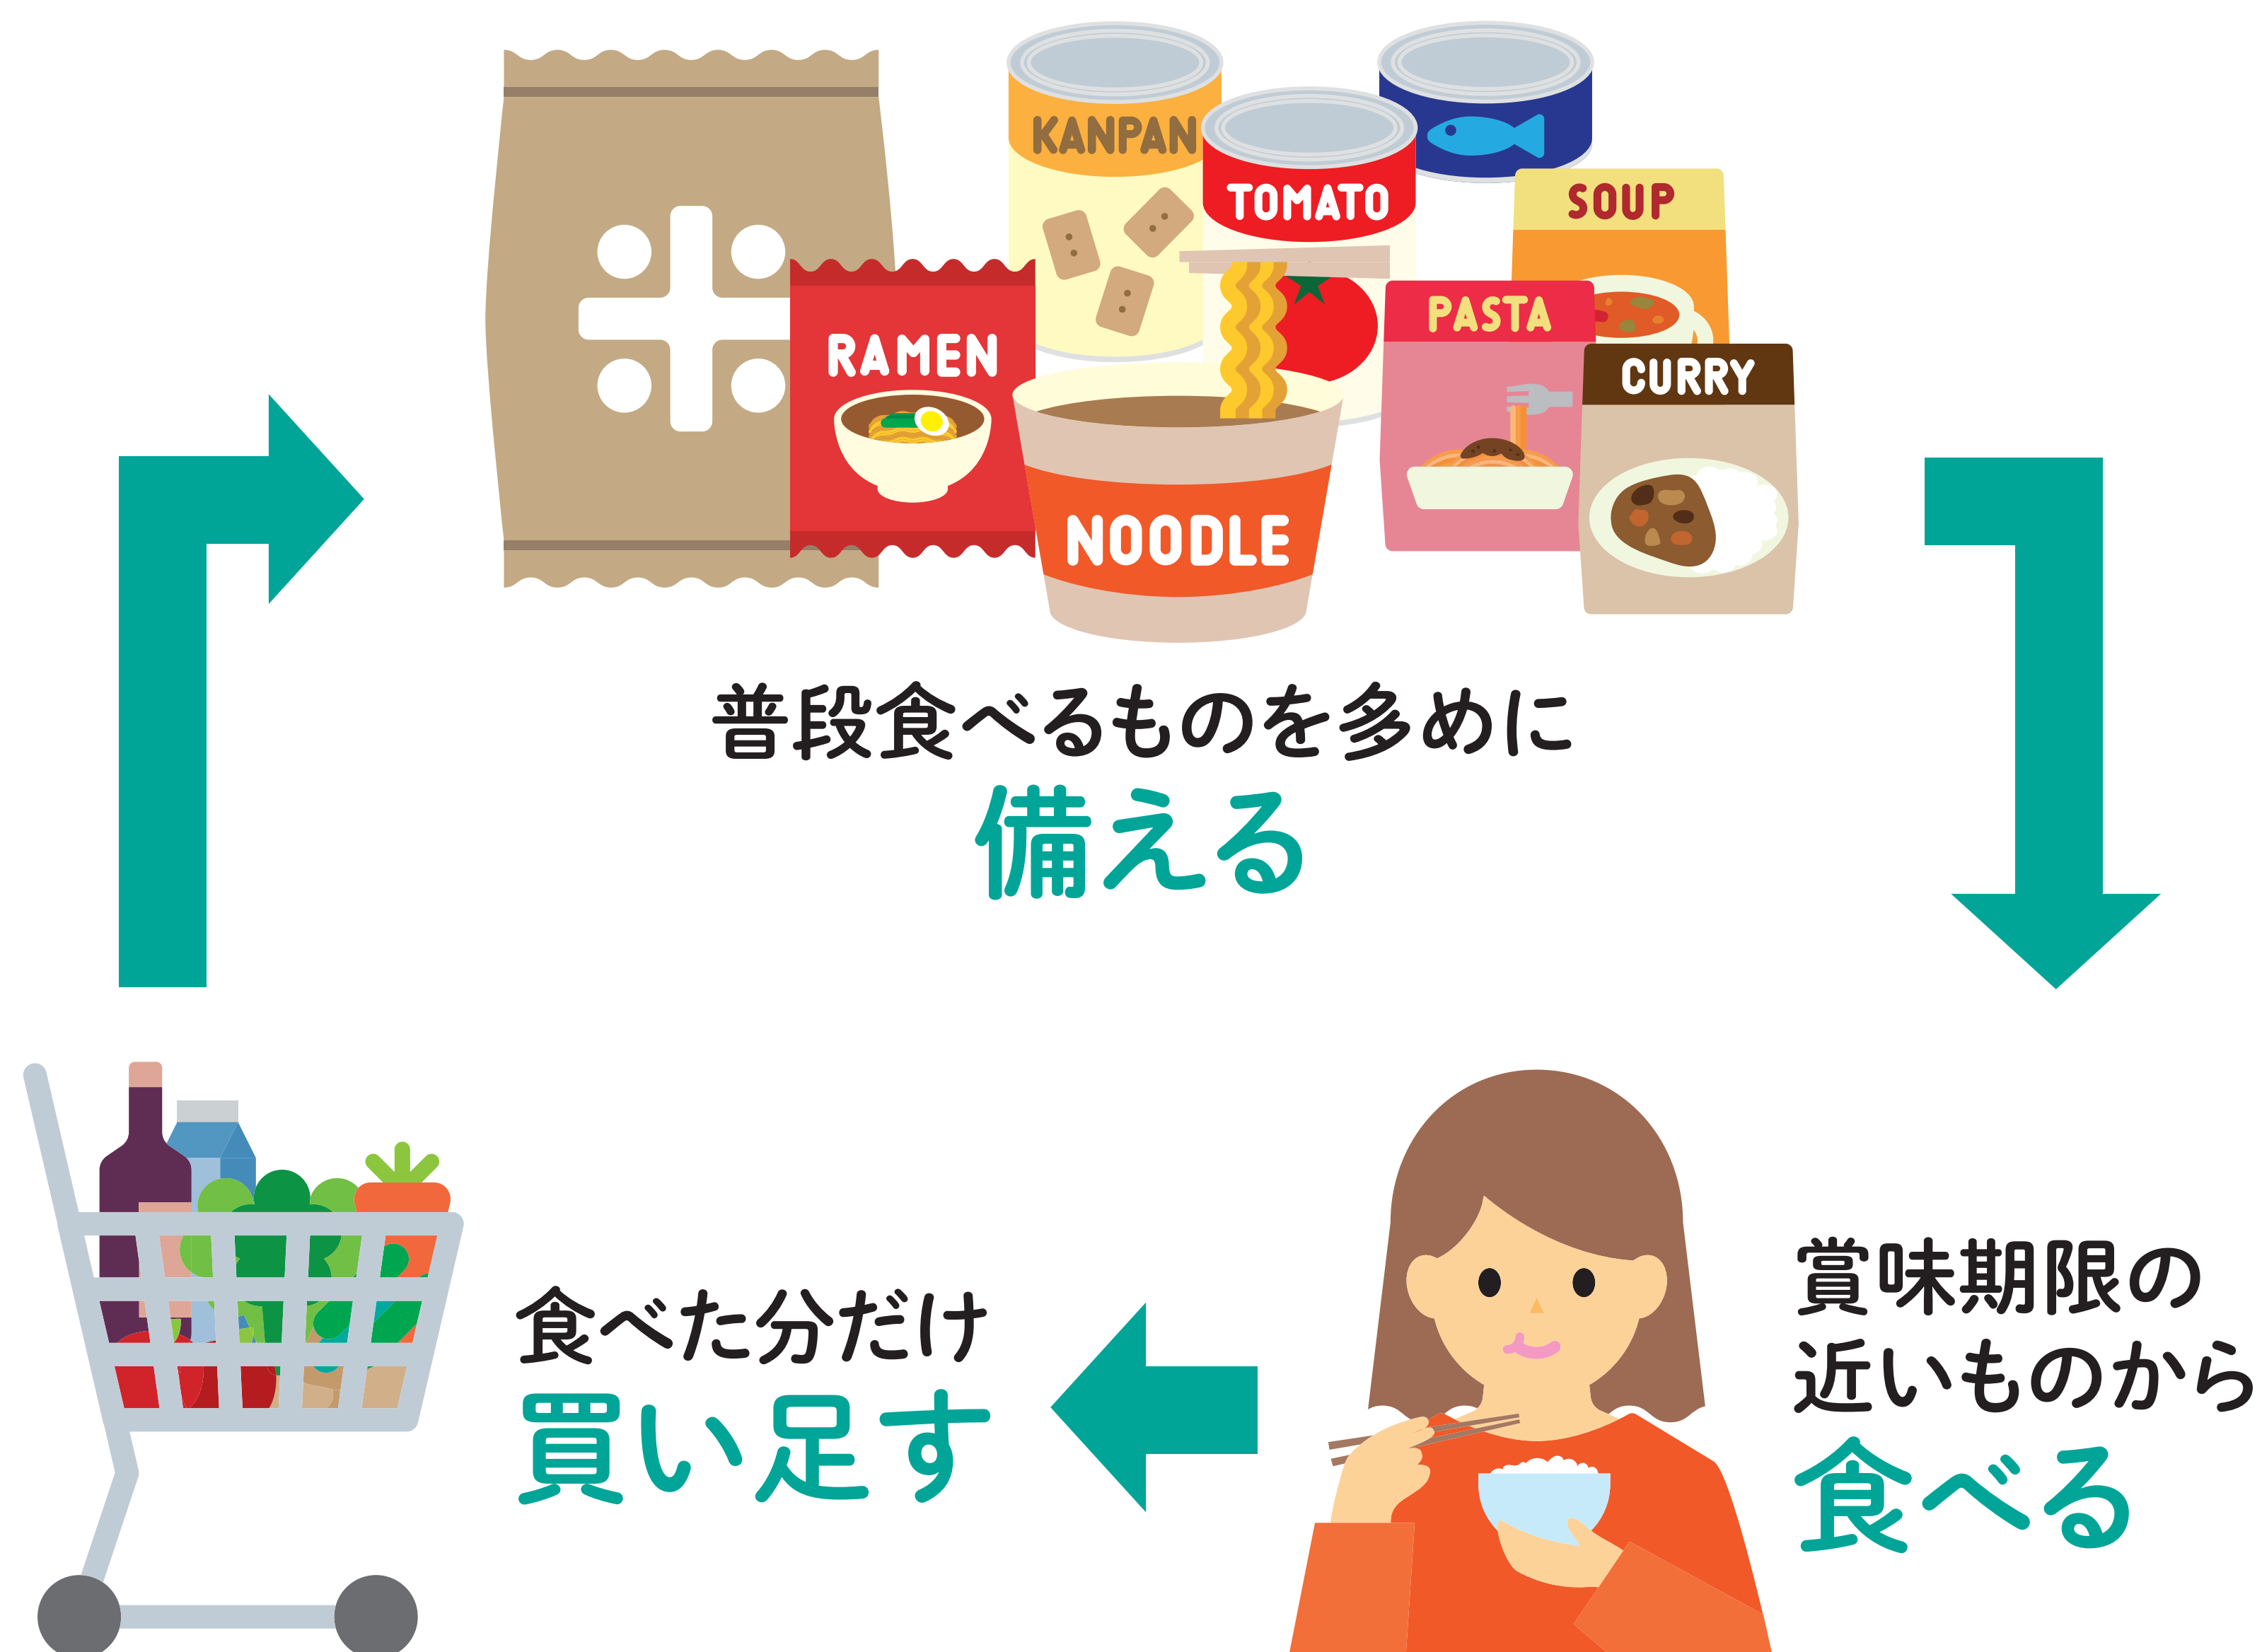 KANPAN
TOMATO
SOUP
RAMEN
PASTA
CURRY
NOODLE
普段食べるものを多めに
備える
賞味期限の
近いものから
食べる
食べた分だけ
買い足す